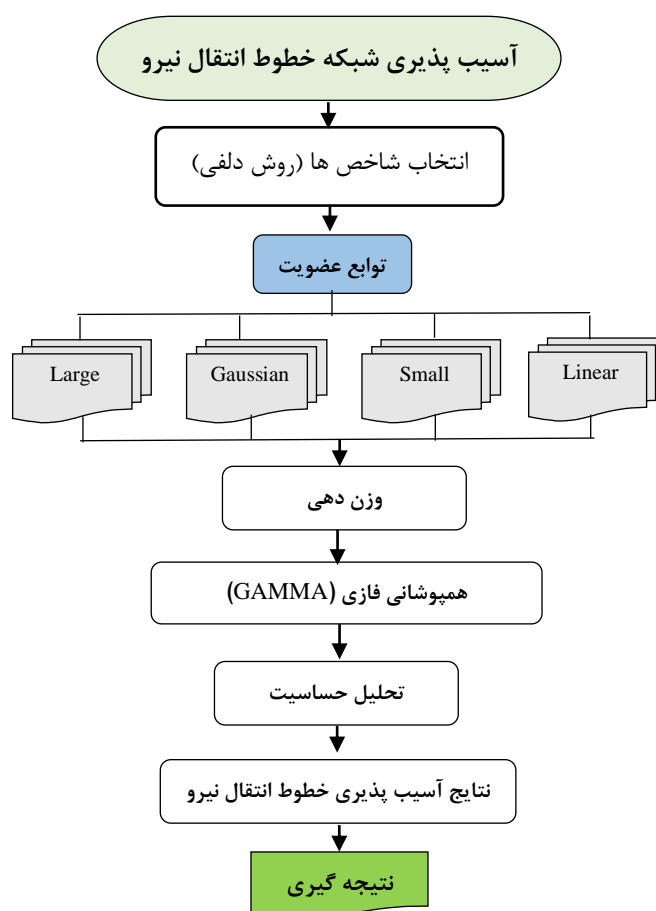 آسیب پذیری شبکه خطوط انتقال نیرو
انتخاب شاخص ها (روش دلفی)
توابع عضویت
Large
Gaussian
Small
Linear
وزن دهی
همپوشانی فازی (GAMMA)
تحلیل حساسیت
نتایج آسیب پذیری خطوط انتقال نیرو
نتیجه گیری